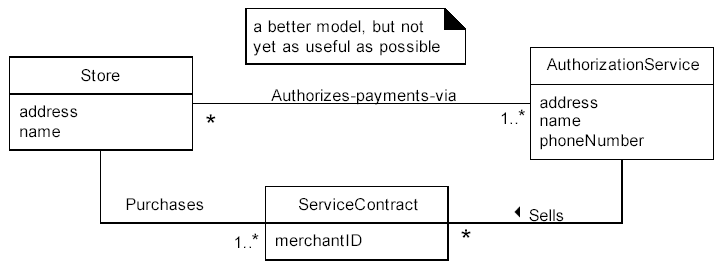 a better model, but not
yet as useful as possible
Store
address
name
AuthorizationService
address
name
phoneNumber
Authorizes-payments-via
*
1..*
Purchases
1..*
ServiceContract
merchantID
*
Sells